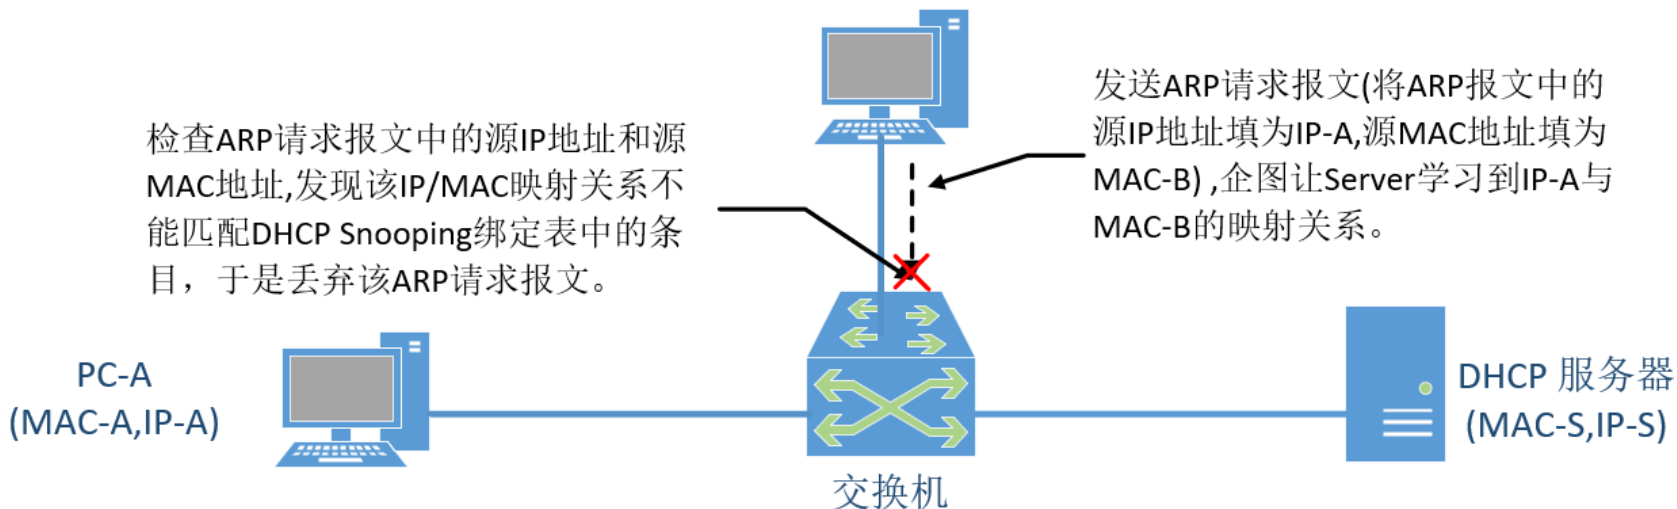 检查ARP请求报文中的源IP地址和源
MAC地址,发现该IP/MAC映射关系不
能匹配DHCP Snooping绑定表中的条
目，于是丢弃该ARP请求报文。
发送ARP请求报文(将ARP报文中的
源IP地址填为IP-A,源MAC地址填为
MAC-B) ,企图让Server学习到IP-A与
MAC-B的映射关系。
PC-A
(MAC-A,IP-A)
DHCP 服务器
(MAC-S,IP-S)
交换机